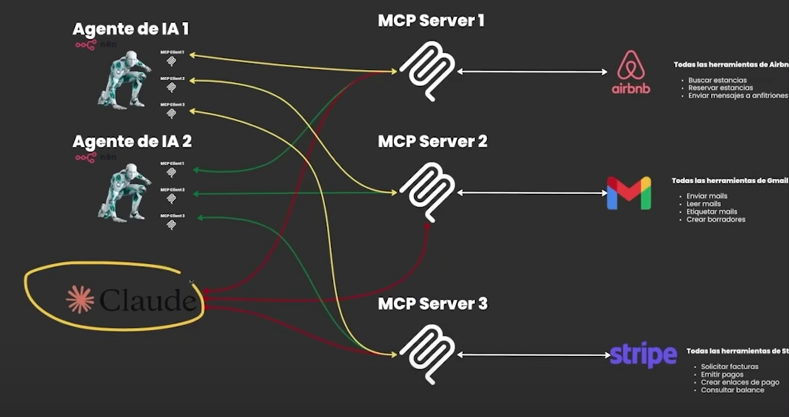 Agente de IA 1
n8n
MCP Client 1
MCP Client 2
MCP Client 3
Agente de IA 2
n8n
MCP Client 1
MCP Client 2
MCP Client 3
Claude
MCP Server 1
MCP Server 2
MCP Server 3
airbnb
Todas las herramientas de Airbn
Buscar estancias
Reservar estancias
Enviar mensajes a anfitriones
Todas las herramientas de Gmail
Enviar mails
Leer mails
Etiquetar mails
Crear borradores
stripe
Todas las herramientas de St
Solicitar facturas
Emitir pagos
Crear enlaces de pago
Consultar balance